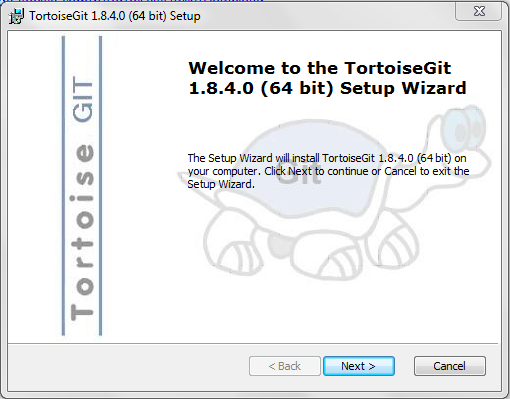 TortoiseGit 1.8.4.0 (64 bit) Setup
Tortoise GIT
Welcome to the TortoiseGit
1.8.4.0 (64 bit) Setup Wizard
Git
The Setup Wizard will install TortoiseGit 1.8.4.0 (64 bit) on
your computer. Click Next to continue or Cancel to exit the
Setup Wizard.
< Back
Next >
Cancel